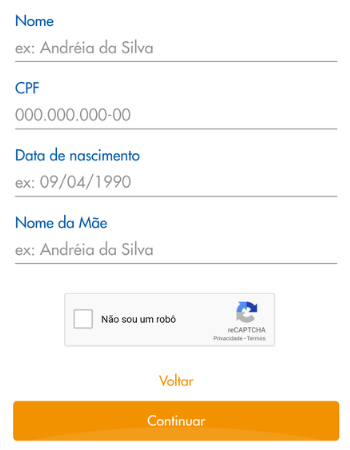 Nome
ex: Andréia da Silva
CPF
000.000.000-00
Data de nascimento
ex: 09/04/1990
Nome da Mãe
ex: Andréia da Silva
Não sou um robô
reCAPTCHA
Privacidade - Termos
Voltar
Continuar